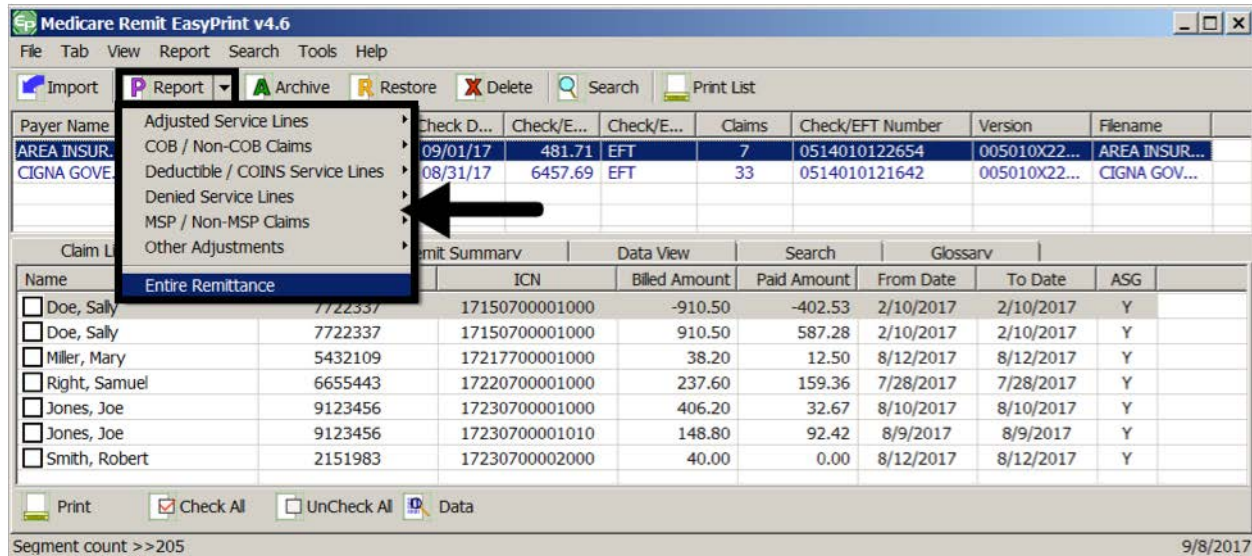 EP Medicare Remit EasyPrint v4.6
File Tab View Report Search Tools Help
Import P Report A Archive R Restore X Delete Search Print List
Payer Name Check D... Check/E... Check/E... Claims Check/EFT Number Version Filename
AREA INSUR. 09/01/17 481.71 EFT 7 0514010122654 005010X22... AREA INSUR...
CIGNA GOVE. 08/31/17 6457.69 EFT 33 0514010121642 005010X22... CIGNA GOV...
Adjusted Service Lines
COB / Non-COB Claims
Deductible / COINS Service Lines
Denied Service Lines
MSP / Non-MSP Claims
Other Adjustments
Entire Remittance
Claim Li emit Summary Data View Search Glossary
Name ICN Billed Amount Paid Amount From Date To Date ASG
Doe, Sally 7722337 17150700001000 -910.50 -402.53 2/10/2017 2/10/2017 Y
Doe, Sally 7722337 17150700001000 910.50 587.28 2/10/2017 2/10/2017 Y
Miller, Mary 5432109 17217700001000 38.20 12.50 8/12/2017 8/12/2017 Y
Right, Samuel 6655443 17220700001000 237.60 159.36 7/28/2017 7/28/2017 Y
Jones, Joe 9123456 17230700001000 406.20 32.67 8/10/2017 8/10/2017 Y
Jones, Joe 9123456 17230700001010 148.80 92.42 8/9/2017 8/9/2017 Y
Smith, Robert 2151983 17230700002000 40.00 0.00 8/12/2017 8/12/2017 Y
Print Check All UnCheck All Data
Segment count >>205 9/8/2017